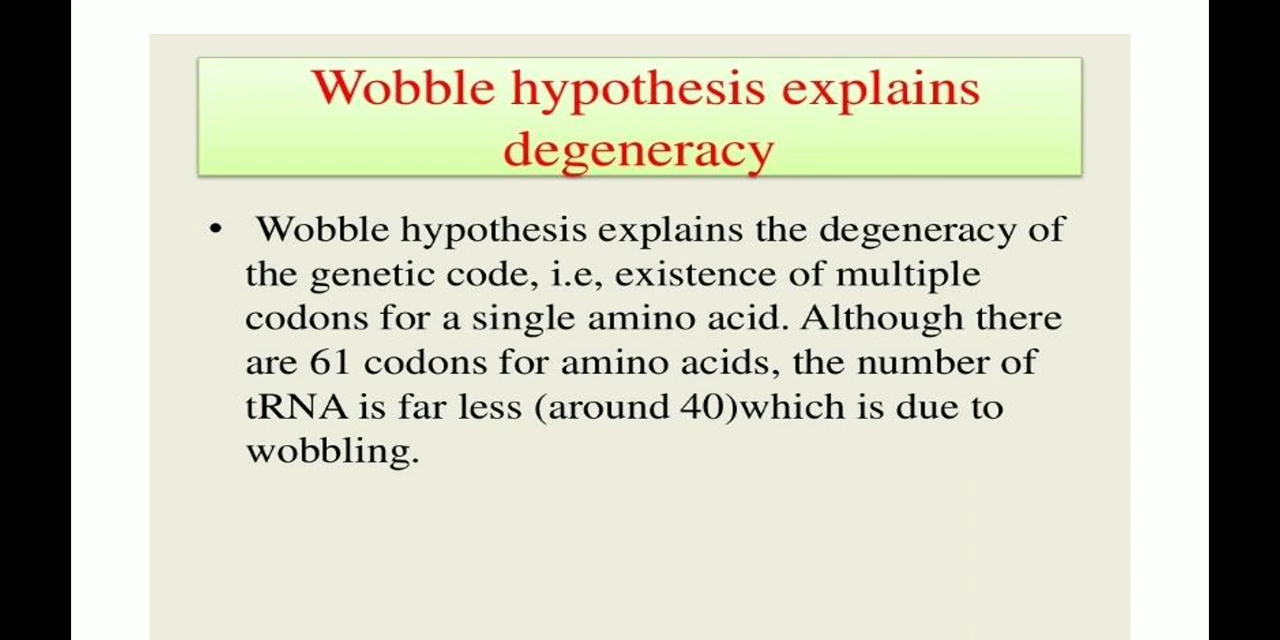 Wobble hypothesis explains
degeneracy
• Wobble hypothesis explains the degeneracy of
the genetic code, i.e, existence of multiple
codons for a single amino acid. Although there
are 61 codons for amino acids, the number of
tRNA is far less (around 40)which is due to
wobbling.